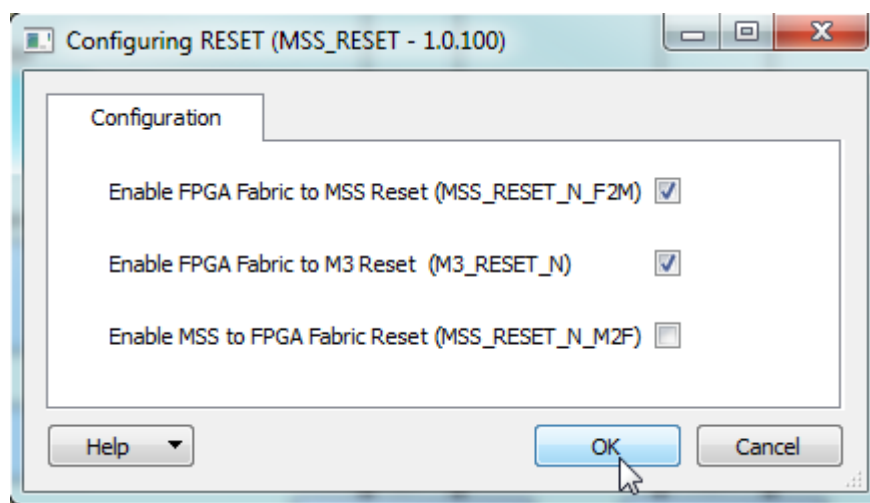 Configuring RESET (MSS_RESET - 1.0.100)
Configuration
Enable FPGA Fabric to MSS Reset (MSS_RESET_N_F2M)
Enable FPGA Fabric to M3 Reset (M3_RESET_N)
Enable MSS to FPGA Fabric Reset (MSS_RESET_N_M2F)
Help OK Cancel